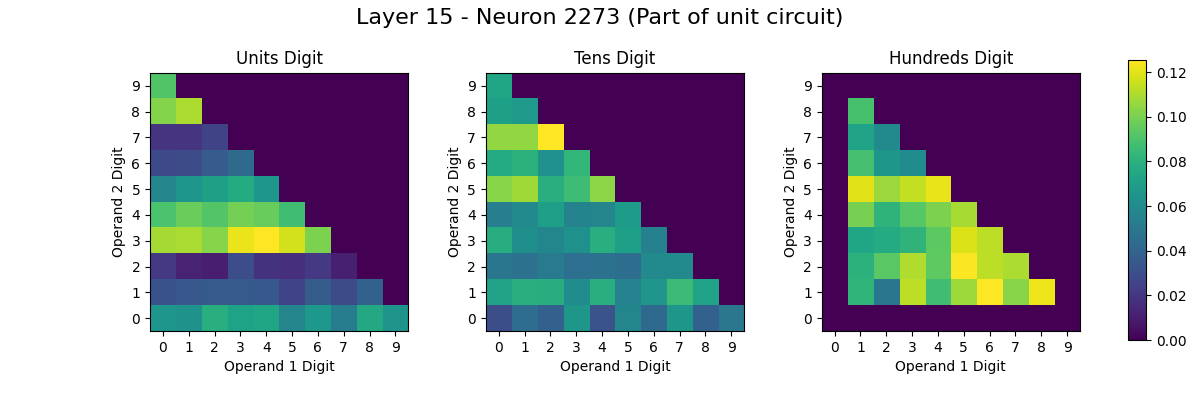 Layer 15 - Neuron 2273 (Part of unit circuit)
Units Digit
Tens Digit
Hundreds Digit
Operand 2 Digit
9
8
7
6
5
4
3
2
1
0
0 1 2 3 4 5 6 7 8 9
Operand 1 Digit
Operand 2 Digit
9
8
7
6
5
4
3
2
1
0
0 1 2 3 4 5 6 7 8 9
Operand 1 Digit
Operand 2 Digit
9
8
7
6
5
4
3
2
1
0
0 1 2 3 4 5 6 7 8 9
Operand 1 Digit
0.12
0.10
0.08
0.06
0.04
0.02
0.00